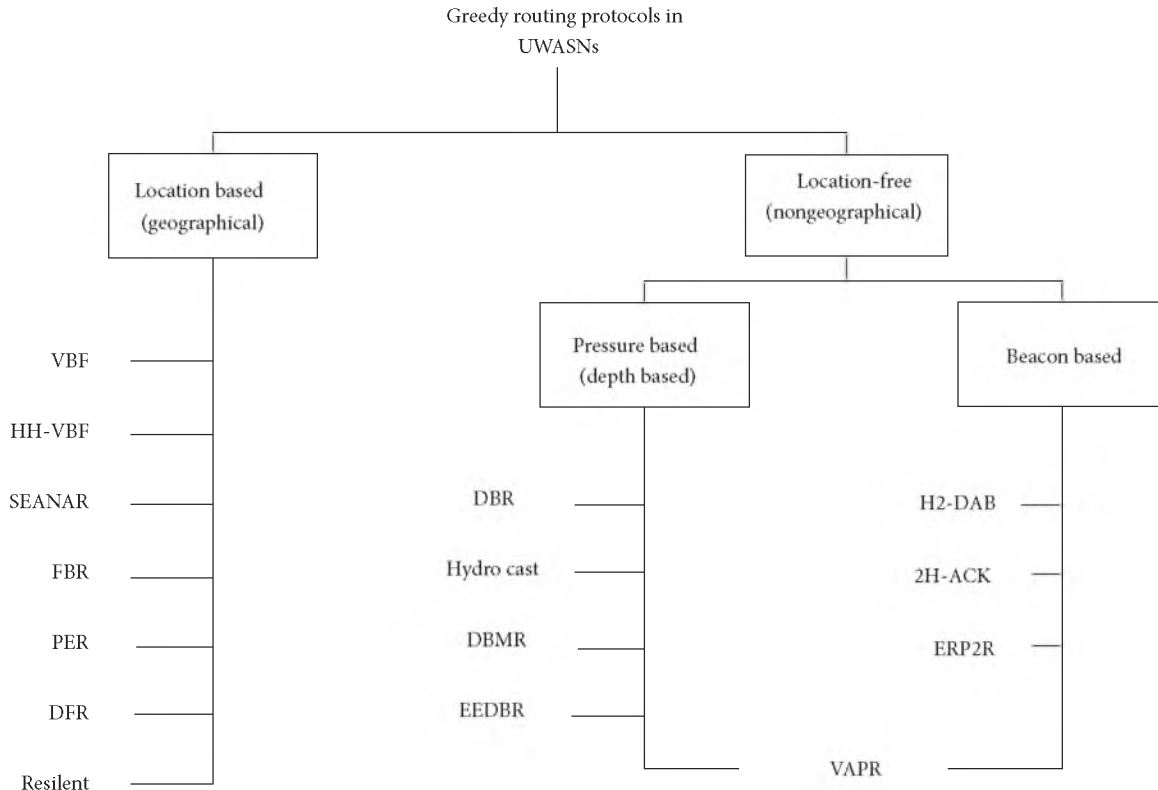 Greedy routing protocols in
UWASNs
Location based
(geographical)
Location-free
(nongeographical)
Pressure based
(depth based)
Beacon based
VBF
HH-VBF
SEANAR
FBR
PER
DFR
Resilent
DBR
Hydro cast
DBMR
EEDBR
H2-DAB
2H-ACK
ERP2R
VAPR